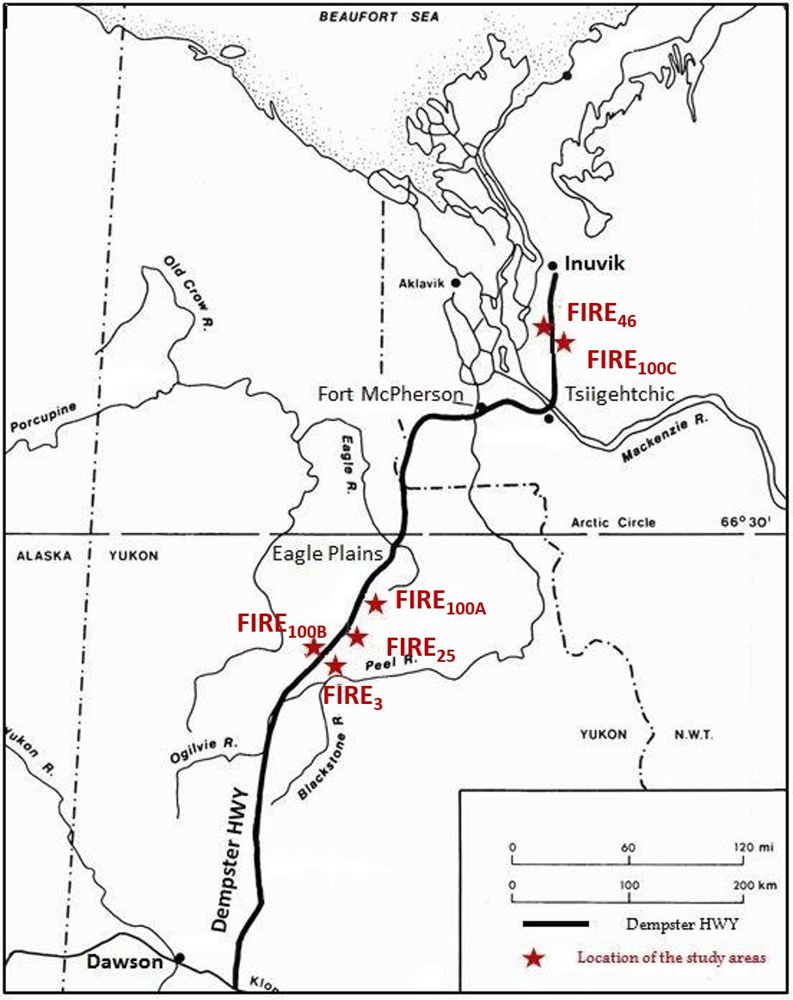 BEAUFORT SEA
Old Crow R.
Inuvik
Aklavik
FIRE46
FIRE100C
Fort McPherson
Tsiigehtchic
Porcupine
Mackenzie R.
Eagle R.
Arctic Circle
66° 30'
ALASKA
YUKON
Eagle Plains
FIRE100A
FIRE100B
FIRE25
Peel R.
FIRE3
YUKON
N.W.T.
Yukon R.
Ogilvie R.
Blackstone R.
Dempster HWY
0 60 120 mi
0 100 200 km
Dempster HWY
Location of the study areas
Dawson
Klon